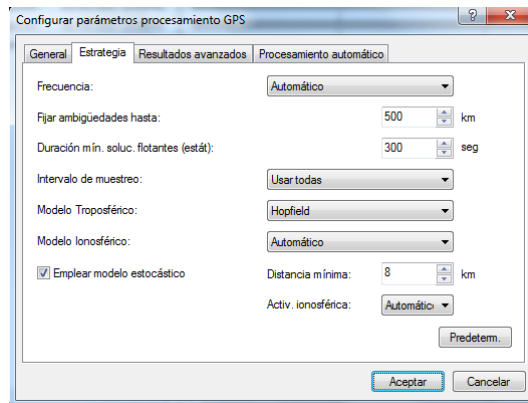 Configurar parámetros procesamiento GPS
General Estrategia Resultados avanzados Procesamiento automático
Frecuencia: Automático
Fijar ambigüedades hasta: 500 km
Duración mín. soluc. flotantes (estát): 300 seg
Intervalo de muestreo: Usar todas
Modelo Troposférico: Hopfield
Modelo Ionosférico: Automático
Emplear modelo estocástico Distancia mínima: 8 km
Activ. ionosférica: Automátic
Predeterm.
Aceptar Cancelar